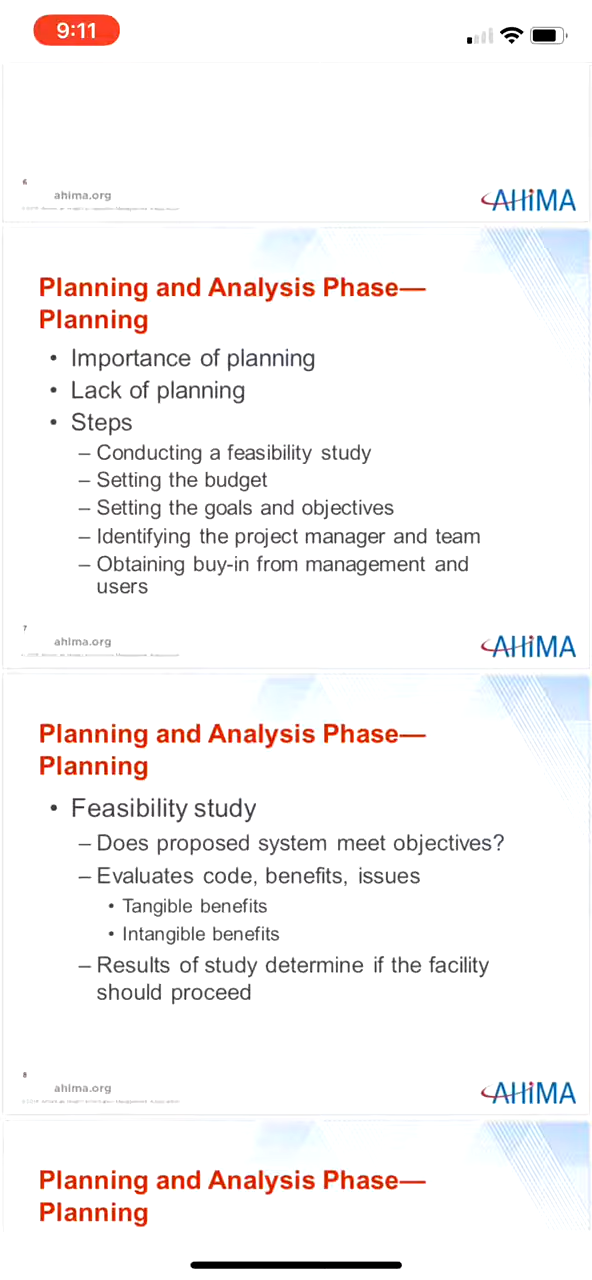 9:11
6
ahima.org
AHIMA
Planning and Analysis Phase—
Planning
• Importance of planning
• Lack of planning
• Steps
– Conducting a feasibility study
– Setting the budget
– Setting the goals and objectives
– Identifying the project manager and team
– Obtaining buy-in from management and
users
7
ahima.org
AHIMA
Planning and Analysis Phase—
Planning
• Feasibility study
– Does proposed system meet objectives?
– Evaluates code, benefits, issues
• Tangible benefits
• Intangible benefits
– Results of study determine if the facility
should proceed
8
ahima.org
AHIMA
Planning and Analysis Phase—
Planning